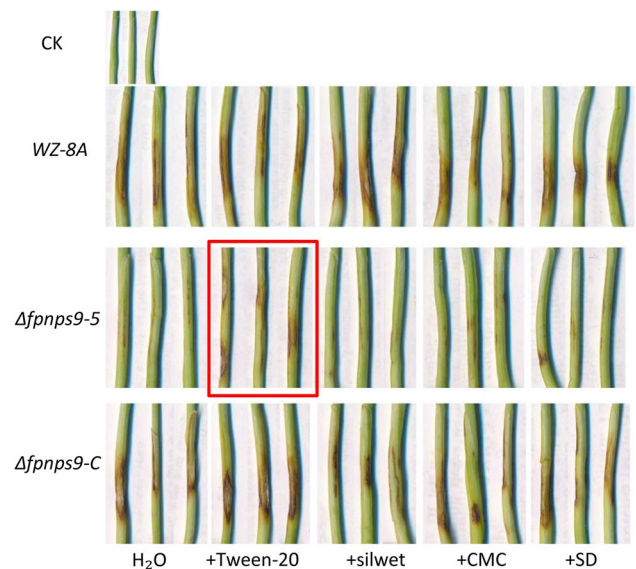 CK
WZ-8A
Δfpnps9-5
Δfpnps9-C
H₂O +Tween-20 +silwet +CMC +SD